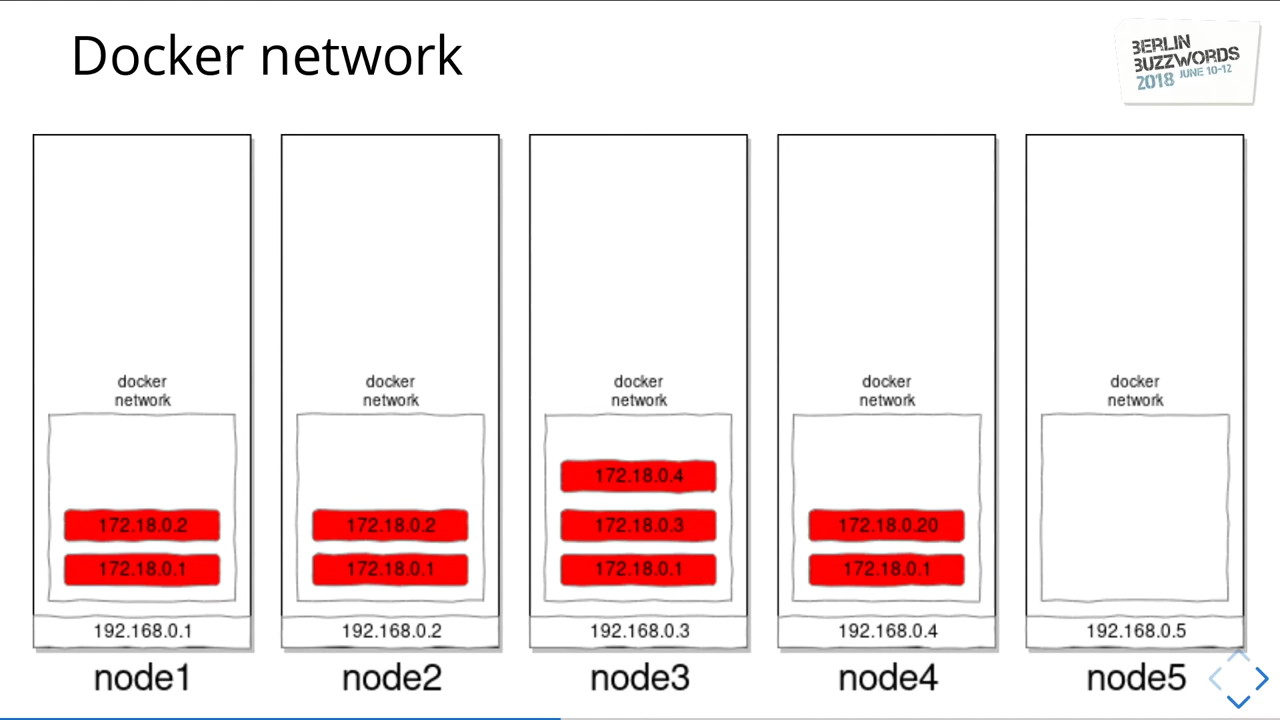 Docker network
BERLIN
BUZZWORDS
2018 JUNE 10-12
docker
network
172.18.0.2
172.18.0.1
192.168.0.1
node1
docker
network
172.18.0.2
172.18.0.1
192.168.0.2
node2
docker
network
172.18.0.4
172.18.0.3
172.18.0.1
192.168.0.3
node3
docker
network
172.18.0.20
172.18.0.1
192.168.0.4
node4
docker
network
192.168.0.5
node5